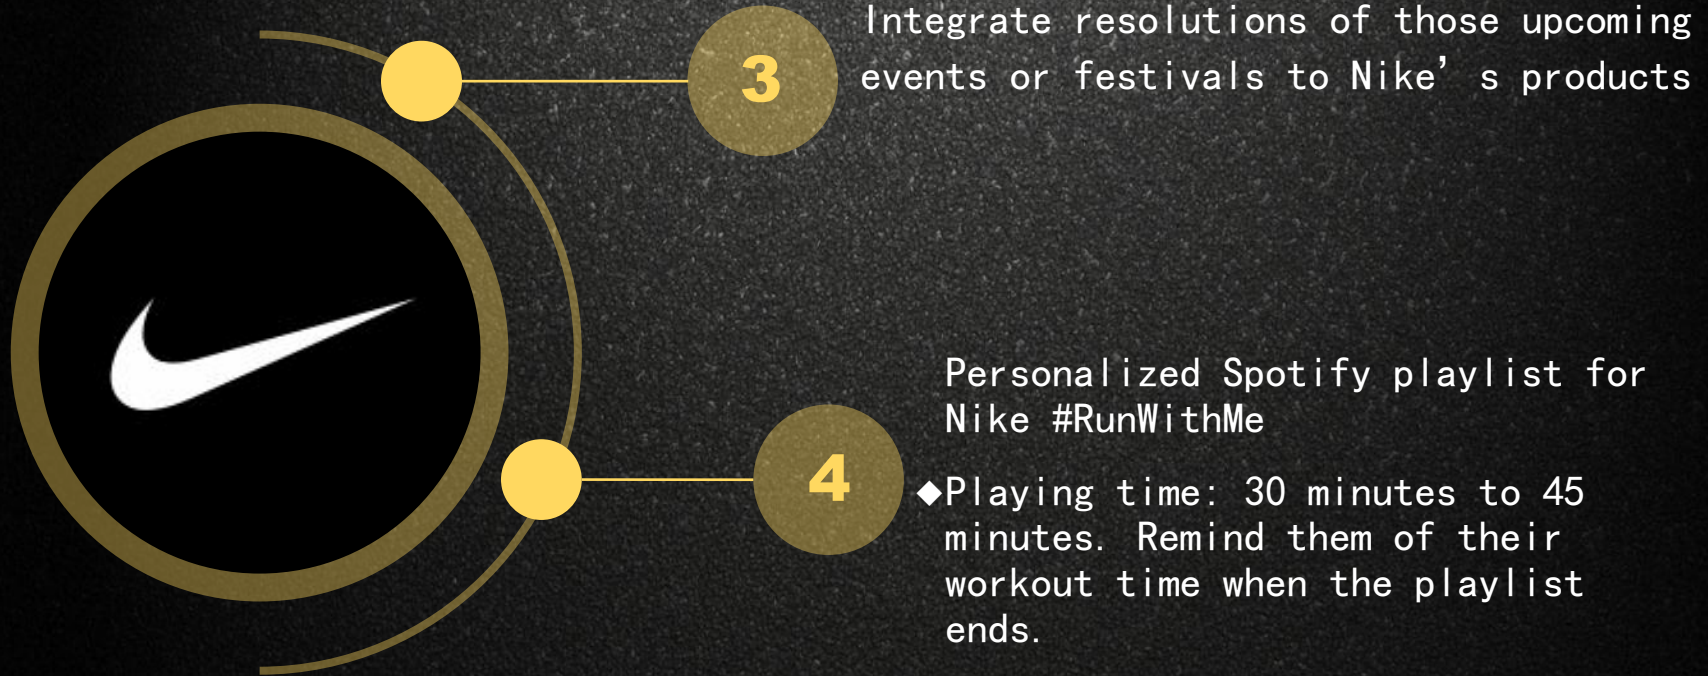 3
Integrate resolutions of those upcoming
events or festivals to Nike’s products
4
Personalized Spotify playlist for
Nike #RunWithMe
◆Playing time: 30 minutes to 45
minutes. Remind them of their
workout time when the playlist
ends.